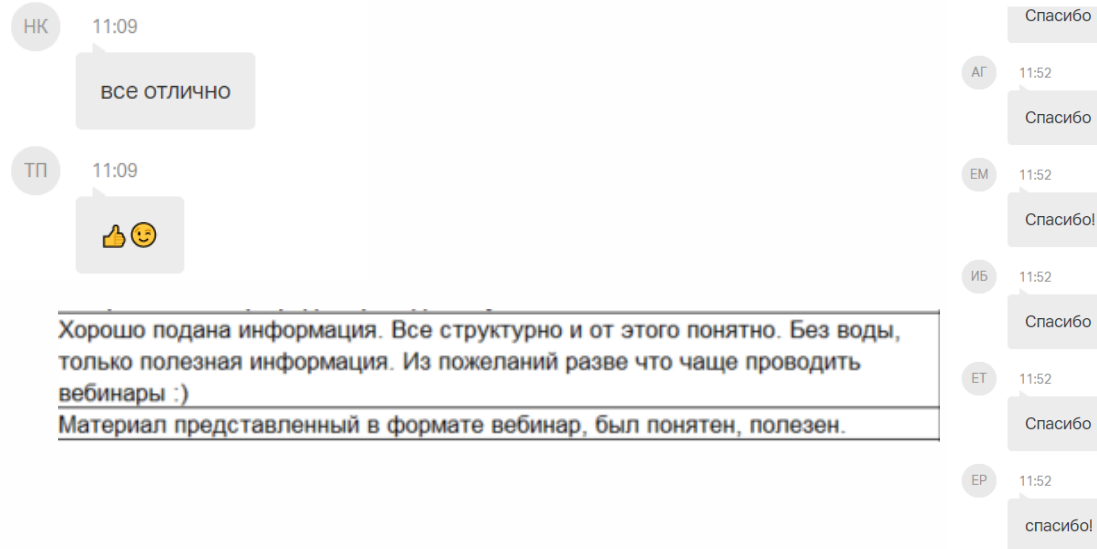 НК 11:09
все отлично
ТП 11:09
👍😉
Хорошо подана информация. Все структурно и от этого понятно. Без воды,
только полезная информация. Из пожеланий разве что чаще проводить
вебинары :)
Материал представленный в формате вебинар, был понятен, полезен.
Спасибо
АГ 11:52
Спасибо
ЕМ 11:52
Спасибо!
ИБ 11:52
Спасибо
ЕТ 11:52
Спасибо
ЕР 11:52
спасибо!